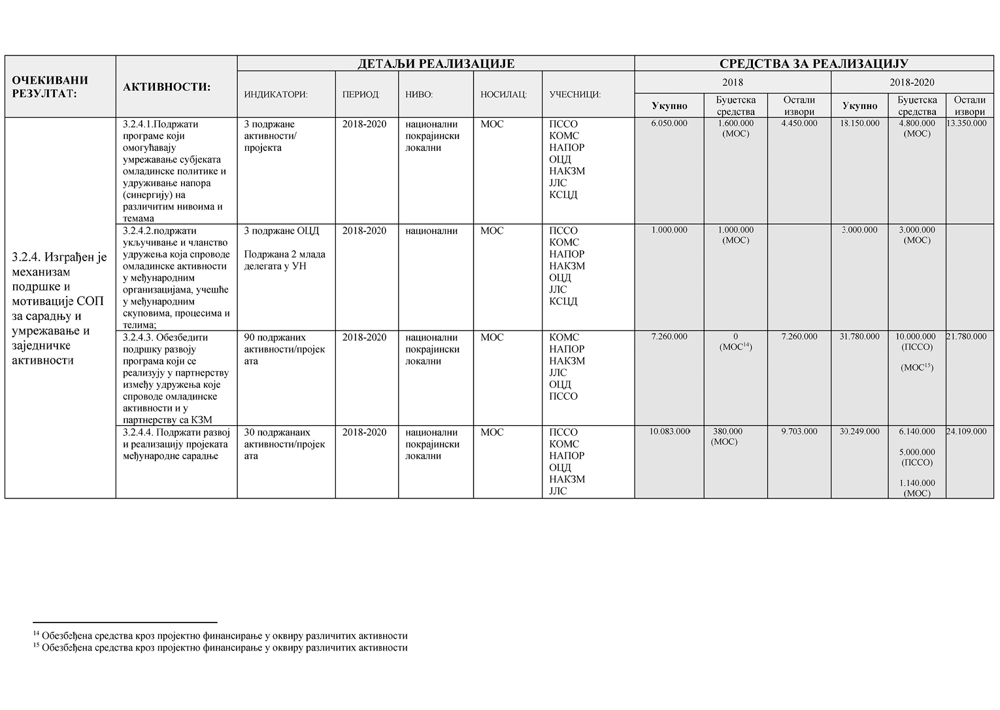 ОЧЕКИВАНИ
РЕЗУЛТАТ:
АКТИВНОСТИ:
ДЕТАЉИ РЕАЛИЗАЦИЈЕ
СРЕДСТВА ЗА РЕАЛИЗАЦИЈУ
ИНДИКАТОРИ:
ПЕРИОД:
НИВО:
НОСИЛАЦ:
УЧЕСНИЦИ:
2018
2018-2020
Укупно
Буџетска
средства
Остали
извори
Укупно
Буџетска
средства
Остали
извори
3.2.4. Изграђен је
механизам
подршке и
мотивације СОП
за сарадњу и
умрежавање и
заједничке
активности
3.2.4.1.Подржати
програме који
омогућавају
умрежавање субјеката
омладинске политике и
удруживање напора
(синергију) на
различитим нивоима и
темама
3 подржане
активности/
пројекта
2018-2020
национални
покрајински
локални
МОС
ПССО
КОМС
НАПОР
ОЦД
НАКЗМ
ЈЛС
КСЦД
6.050.000
1.600.000
(МОС)
4.450.000
18.150.000
4.800.000
(МОС)
13.350.000
3.2.4.2.подржати
укључивање и чланство
удружења која спроводе
омладинске активности
у међународним
организацијама, учешће
у међународним
скуповима, процесима и
телима;
3 подржане ОЦД
Подржана 2 млада
делегата у УН
2018-2020
национални
МОС
ПССО
КОМС
НАПОР
НАКЗМ
ОЦД
ЈЛС
КСЦД
1.000.000
1.000.000
(МОС)
3.000.000
3.000.000
(МОС)
3.2.4.3. Обезбедити
подршку развоју
програма који се
реализују у партнерству
између удружења које
спроводе омладинске
активности и у
партнерству са КЗМ
90 подржаних
активности/пројек
ата
2018-2020
национални
покрајински
локални
МОС
КОМС
НАПОР
НАКЗМ
ЈЛС
ОЦД
ПССО
7.260.000
0
(МОС14)
7.260.000
31.780.000
10.000.000
(ПССО)
(МОС15)
21.780.000
3.2.4.4. Подржати развој
и реализацију пројеката
међународне сарадње
30 подржанаих
активности/пројек
ата
2018-2020
национални
покрајински
локални
МОС
ПССО
КОМС
НАПОР
ОЦД
НАКЗМ
ЈЛС
10.083.000
380.000
(МОС)
9.703.000
30.249.000
6.140.000
5.000.000
(ПССО)
1.140.000
(МОС)
24.109.000
14 Обезбеђена средства кроз пројектно финансирање у оквиру различитих активности
15 Обезбеђена средства кроз пројектно финансирање у оквиру различитих активности